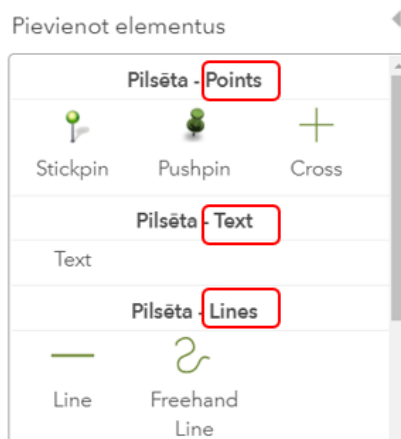 Pievienot elementus
Pilsēta - Points
Stickpin Pushpin Cross
Pilsēta - Text
Text
Pilsēta - Lines
Line Freehand
Line